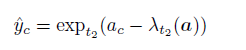 ŷ_c = exp_{t_2}(a_c − λ_{t_2}(𝒂))